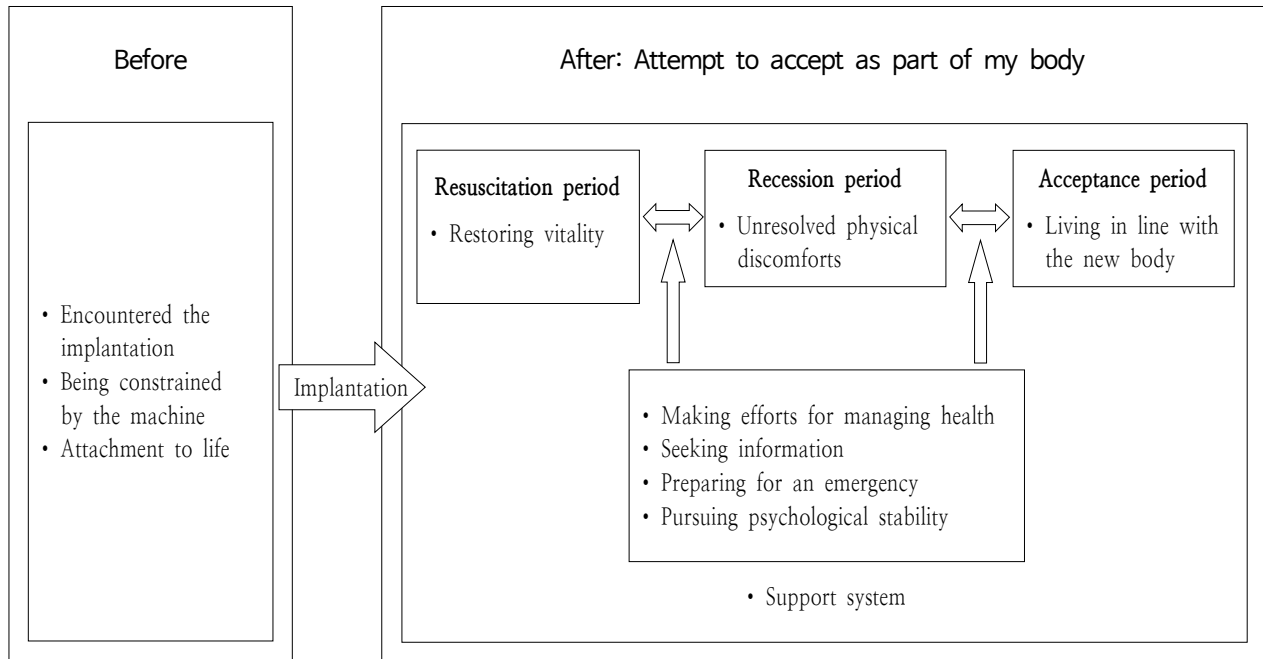 Before
• Encountered the
implantation
• Being constrained
by the machine
• Attachment to life
Implantation
After: Attempt to accept as part of my body
Resuscitation period
• Restoring vitality
Recession period
• Unresolved physical
discomforts
Acceptance period
• Living in line with
the new body
• Making efforts for managing health
• Seeking information
• Preparing for an emergency
• Pursuing psychological stability
• Support system